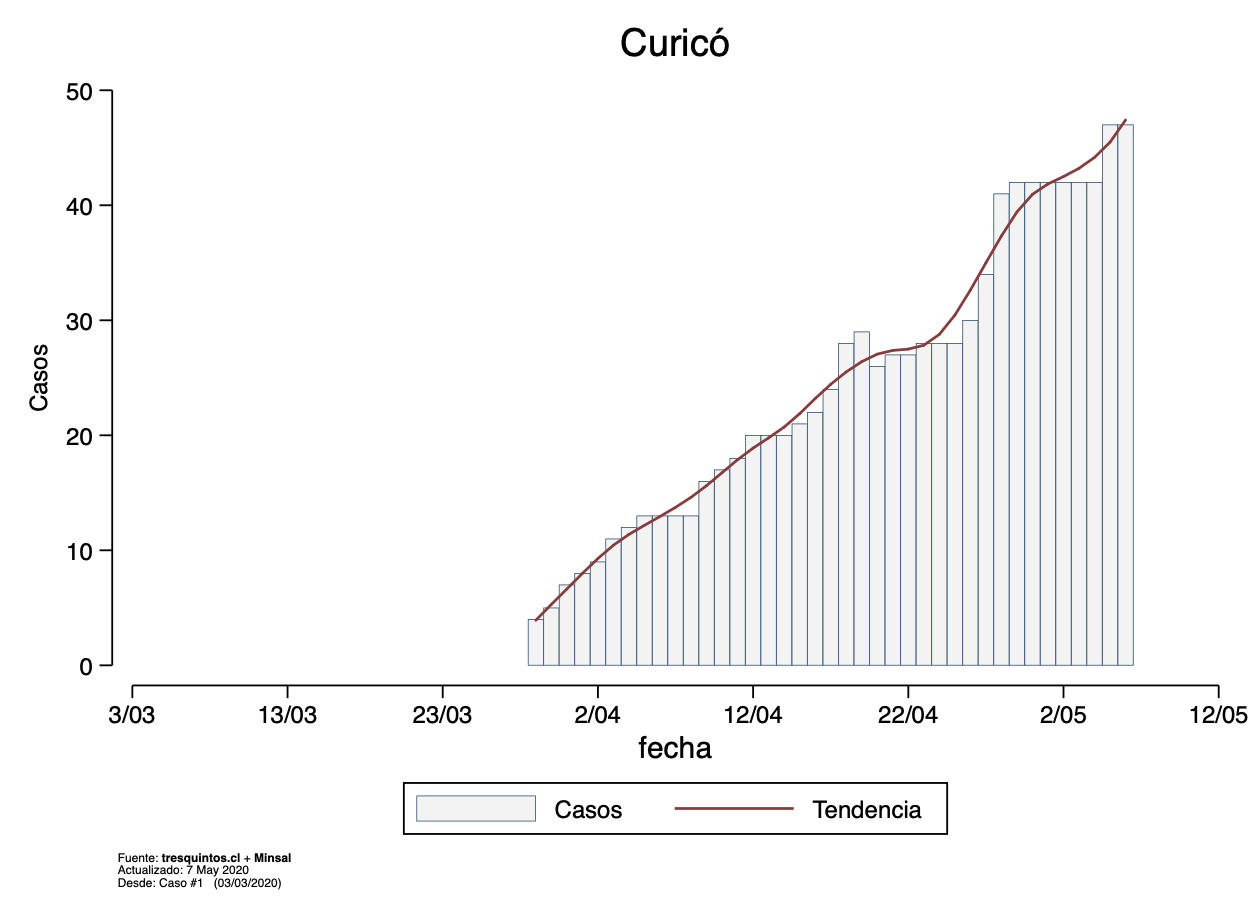 Curicó
50
40
30
20
10
0
Casos
3/03 13/03 23/03 2/04 12/04 22/04 2/05 12/05
fecha
Casos Tendencia
Fuente: tresquintos.cl + Minsal
Actualizado: 7 May 2020
Desde: Caso #1 (03/03/2020)